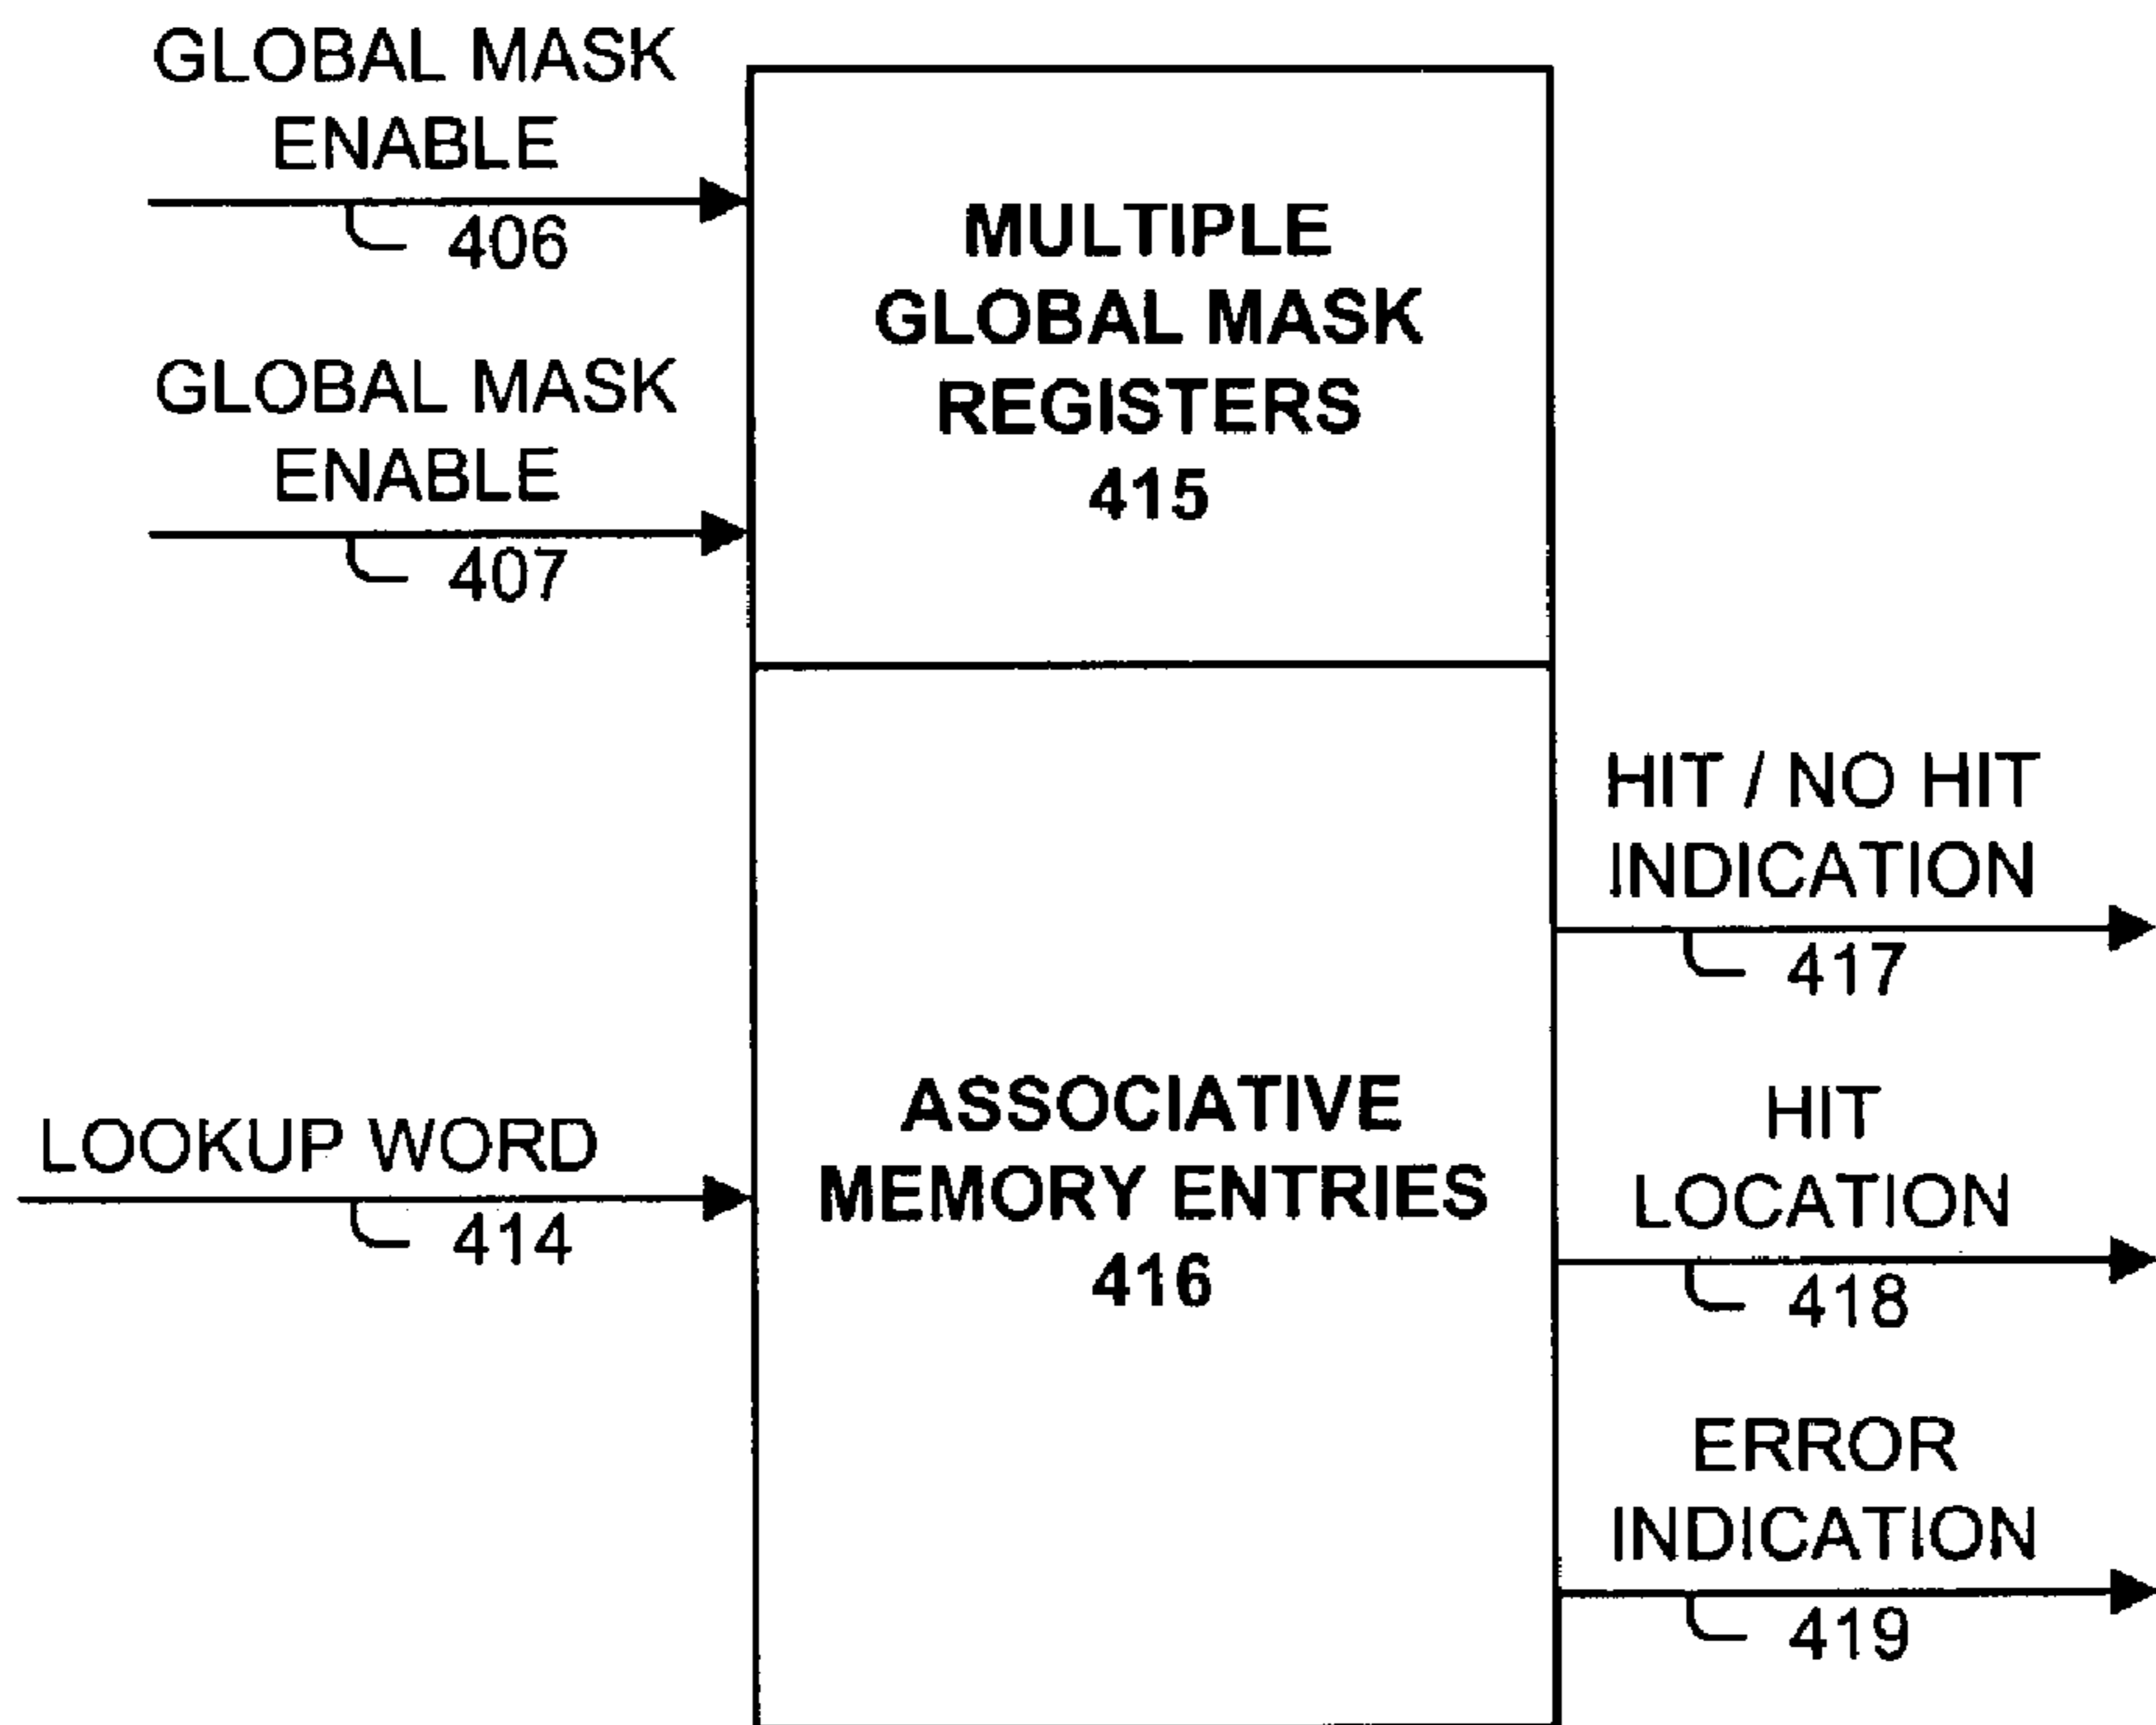 GLOBAL MASK
ENABLE
406
GLOBAL MASK
ENABLE
407
MULTIPLE
GLOBAL MASK
REGISTERS
415
LOOKUP WORD
414
ASSOCIATIVE
MEMORY ENTRIES
416
HIT / NO HIT
INDICATION
417
HIT
LOCATION
418
ERROR
INDICATION
419